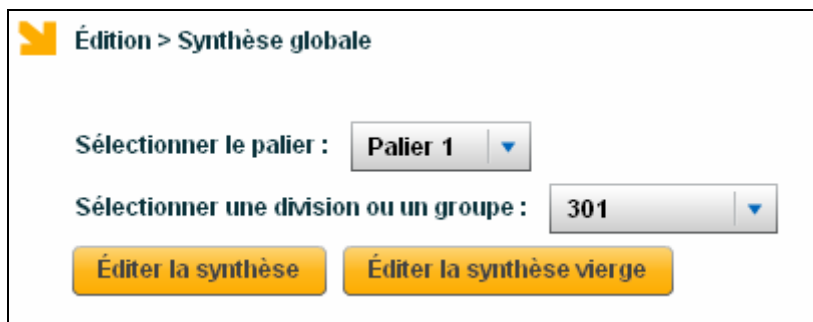 Édition > Synthèse globale
Sélectionner le palier : Palier 1
Sélectionner une division ou un groupe : 301
Éditer la synthèse Éditer la synthèse vierge